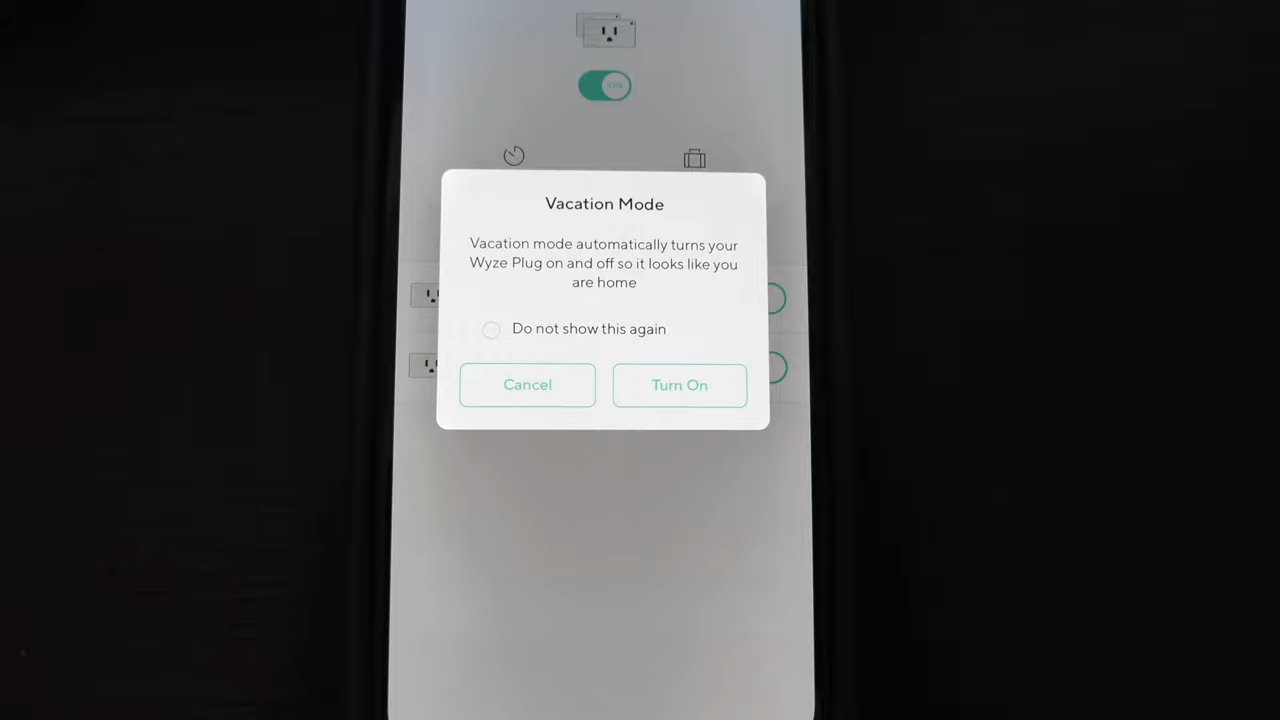 ON
Vacation Mode
Vacation mode automatically turns your
Wyze Plug on and off so it looks like you
are home
Do not show this again
Cancel
Turn On